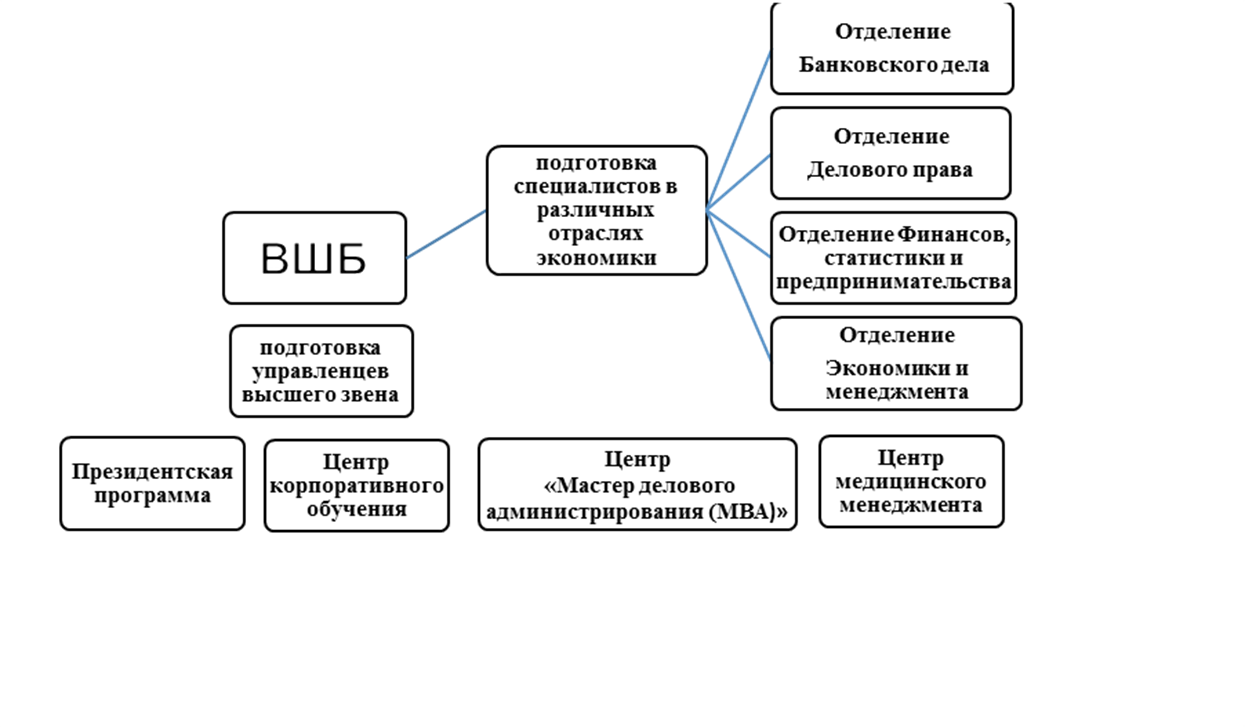 Отделение
Банковского дела
Отделение
Делового права
подготовка
специалистов в
различных
отраслях
экономики
ВШБ
Отделение Финансов,
статистики и
предпринимательства
Отделение
Экономики и
менеджмента
подготовка
управленцев
высшего звена
Президентская
программа
Центр
корпоративного
обучения
Центр
«Мастер делового
администрирования (МВА)»
Центр
медицинского
менеджмента